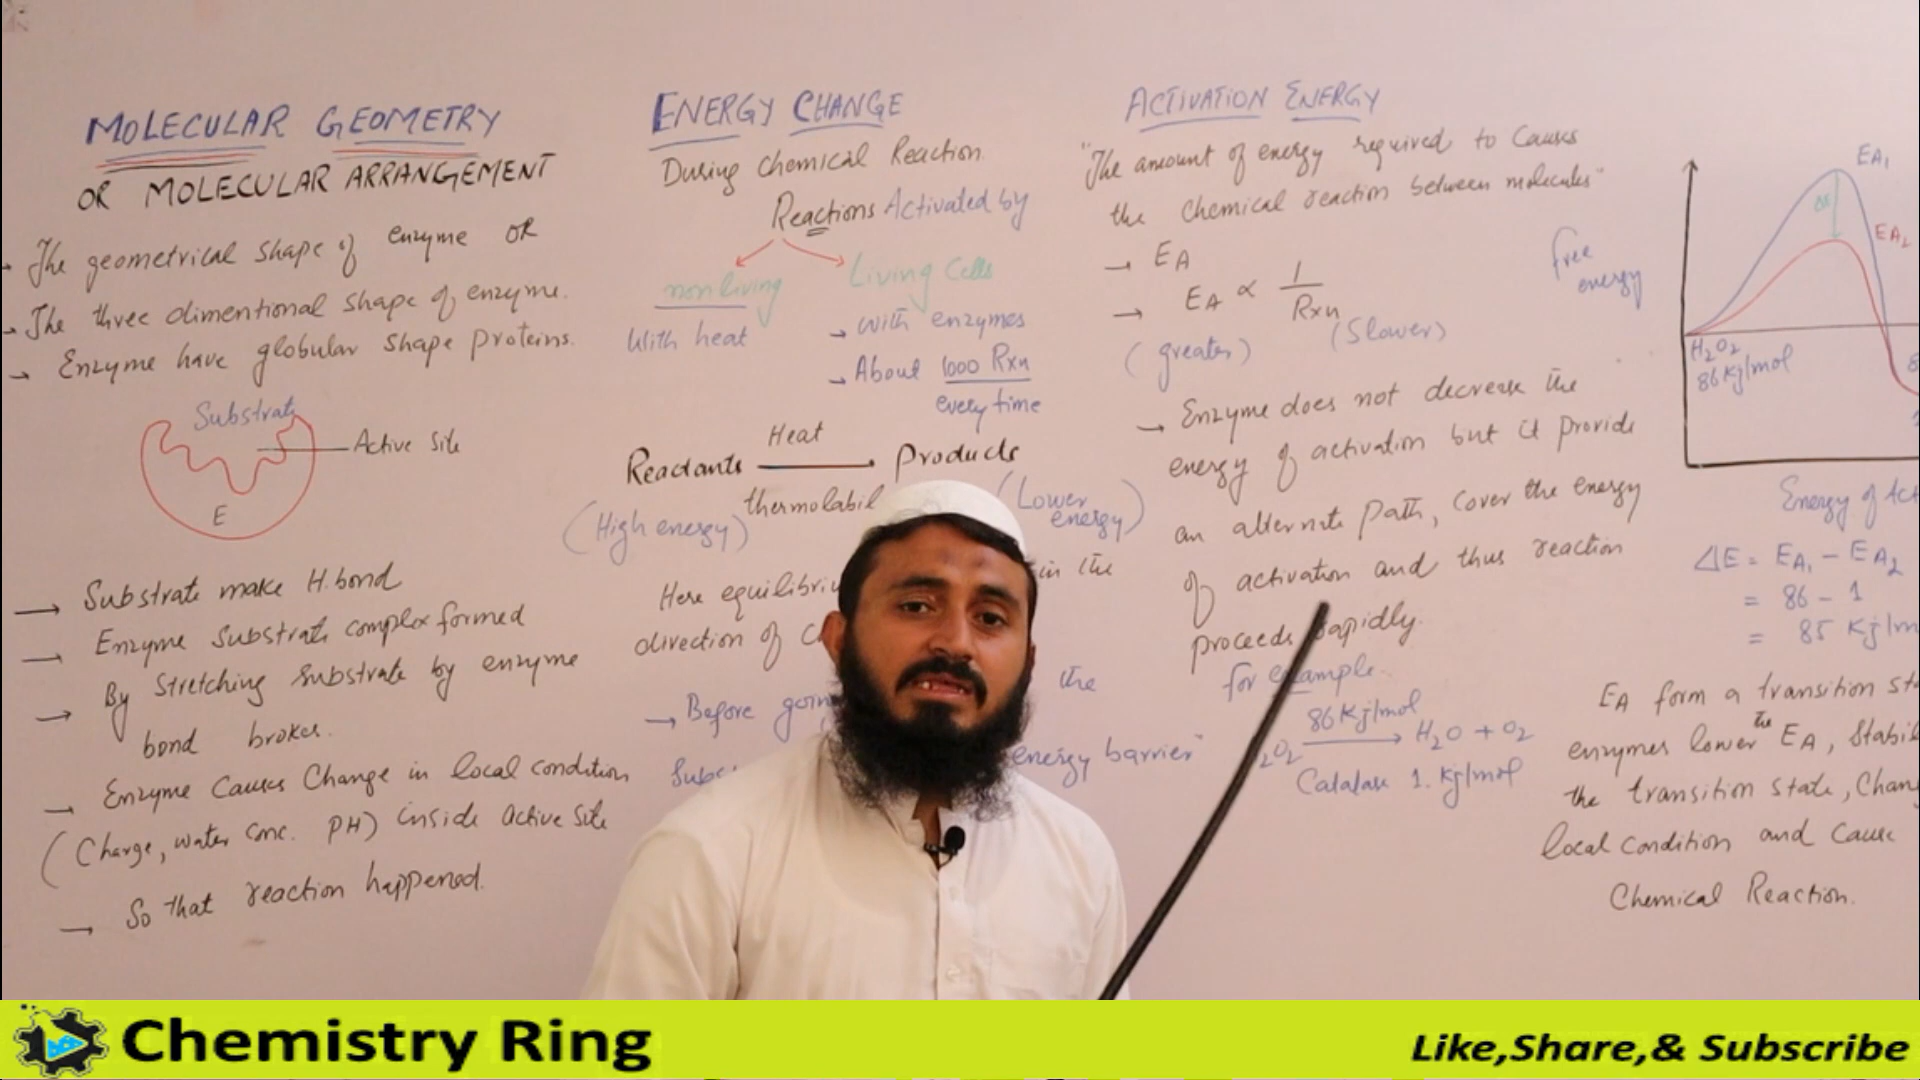 MOLECULAR GEOMETRY
OR MOLECULAR ARRANGEMENT
→ The geometrical shape of enzyme OR
→ The three dimentional shape of enzyme.
→ Enzyme have globular shape proteins.
Substrate
Active Site
E
→ Substrate make H.bond
→ Enzyme substrate complex formed
→ By stretching substrate by enzyme
bond broken.
→ Enzyme causes change in local condition
(Charge, water conc. PH) inside active site
→ So that reaction happened.
ENERGY CHANGE
During chemical Reaction
Reactions Activated by
non living
Living Cells
With heat
→ With enzymes
→ About 1000 Rxn
every time
Heat
Reactants → Products
thermolabil
(High energy)
(Lower energy)
Here in the
direction of
→ Before the
energy barrier"
ACTIVATION ENERGY
"The amount of energy required to Causes
the chemical reaction between molecules"
→ EA
→ EA ∝ 1/Rxn
(greater) (Slower)
→ Enzyme does not decrease the
energy of activation but it provide
an alternate path, cover the energy
of activation and thus reaction
proceeds rapidly.
for example.
86 Kj/mol
2O2 → H2O + O2
Catalase 1. Kj/mol
free
energy
EA1
ΔE
EA2
H2O2
86 Kj/mol
Energy of
ΔE = EA1 - EA2
= 86 - 1
= 85
EA form a transition
enzymes lower the EA,
the transition state,
local condition and cause
Chemical Reaction.
Chemistry Ring
Like,Share,& Subscribe